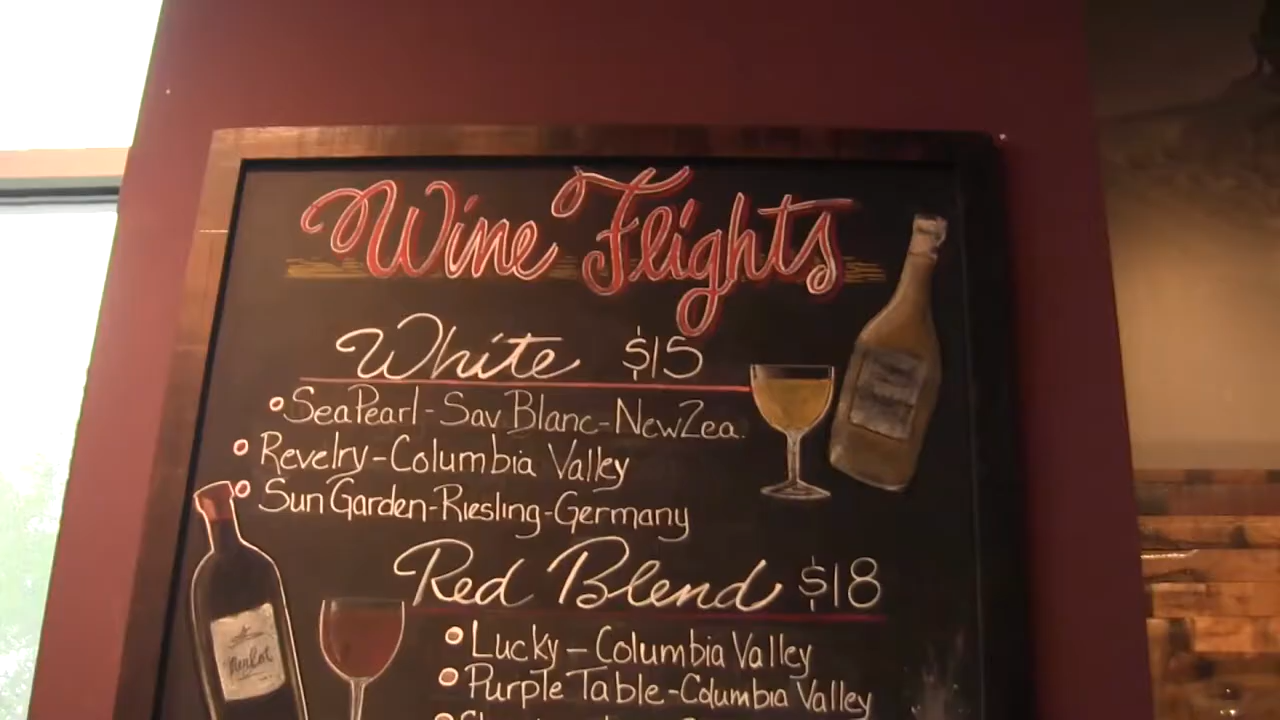 Wine Flights
White $15
SeaPearl-Sav Blanc-NewZea.
Revelry-Columbia Valley
Sun Garden-Riesling-Germany
Red Blend $18
Lucky-Columbia Valley
Purple Table-Columbia Valley
Merlot